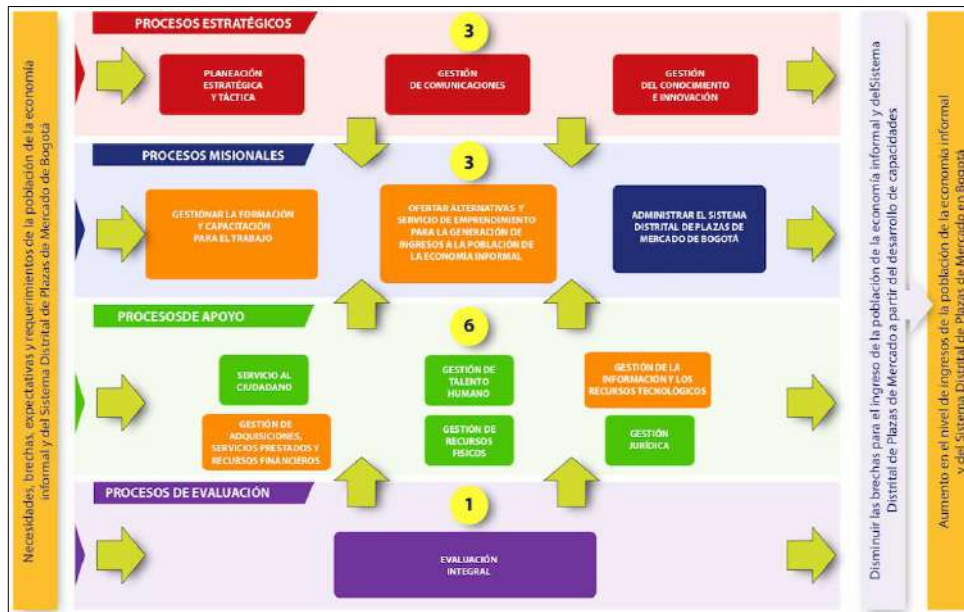 Necesidades, brechas, expectativas y requerimientos de la población de la economía
informal y del Sistema Distrital de Plazas de Mercado de Bogotá
PROCESOS ESTRATÉGICOS
3
PLANEACIÓN
ESTRATÉGICA
Y TÁCTICA
GESTIÓN
DE COMUNICACIONES
GESTIÓN
DEL CONOCIMIENTO
E INNOVACIÓN
PROCESOS MISIONALES
3
GESTIONAR LA FORMACIÓN
Y CAPACITACIÓN
PARA EL TRABAJO
OFERTAR ALTERNATIVAS Y
SERVICIO DE EMPRENDIMIENTO
PARA LA GENERACIÓN DE
INGRESOS A LA POBLACIÓN DE
LA ECONOMÍA INFORMAL
ADMINISTRAR EL SISTEMA
DISTRITAL DE PLAZAS DE
MERCADO DE BOGOTÁ
PROCESOSDE APOYO
6
SERVICIO AL
CIUDADANO
GESTIÓN DE
TALENTO
HUMANO
GESTIÓN DE LA
INFORMACIÓN Y LOS
RECURSOS TECNOLÓGICOS
GESTIÓN DE
ADQUISICIONES,
SERVICIOS PRESTADOS Y
RECURSOS FINANCIEROS
GESTIÓN DE
RECURSOS
FISICOS
GESTIÓN
JURÍDICA
PROCESOS DE EVALUACIÓN
1
EVALUACIÓN
INTEGRAL
Disminuir las brechas para el ingreso de la población de la economía informal y delSistema
Distrital de Plazas de Mercado a partir del desarrollo de capacidades
Aumento en el nivel de ingresos de la población de la economía informal
y del Sistema Distrital de Plazas de Mercado en Bogotá